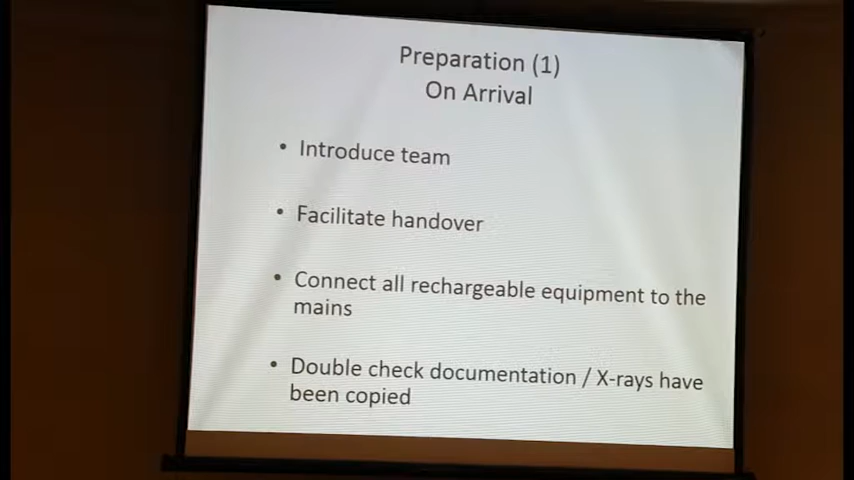 Preparation (1)
On Arrival
• Introduce team
• Facilitate handover
• Connect all rechargeable equipment to the
mains
• Double check documentation / X-rays have
been copied